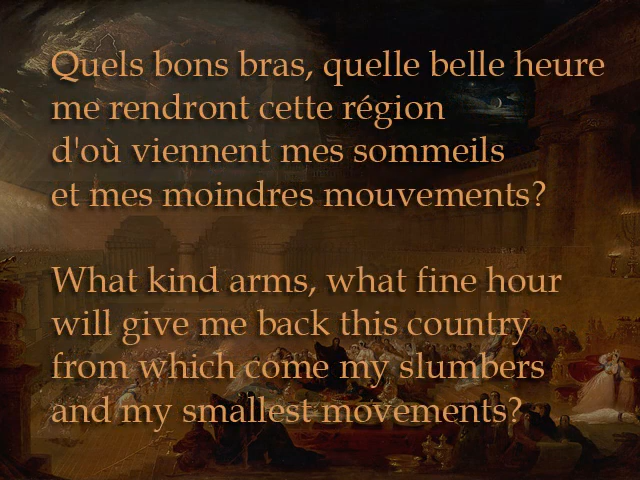 Quels bons bras, quelle belle heure
me rendront cette région
d'où viennent mes sommeils
et mes moindres mouvements?
What kind arms, what fine hour
will give me back this country
from which come my slumbers
and my smallest movements?